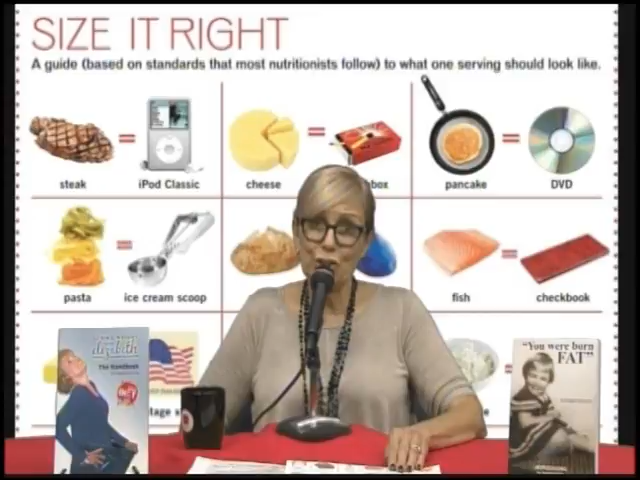 SIZE IT RIGHT
A guide (based on standards that most nutritionists follow) to what one serving should look like.
steak
iPod Classic
cheese
box
pancake
DVD
pasta
ice cream scoop
fish
checkbook
The Handbook
"You were born
FAT"